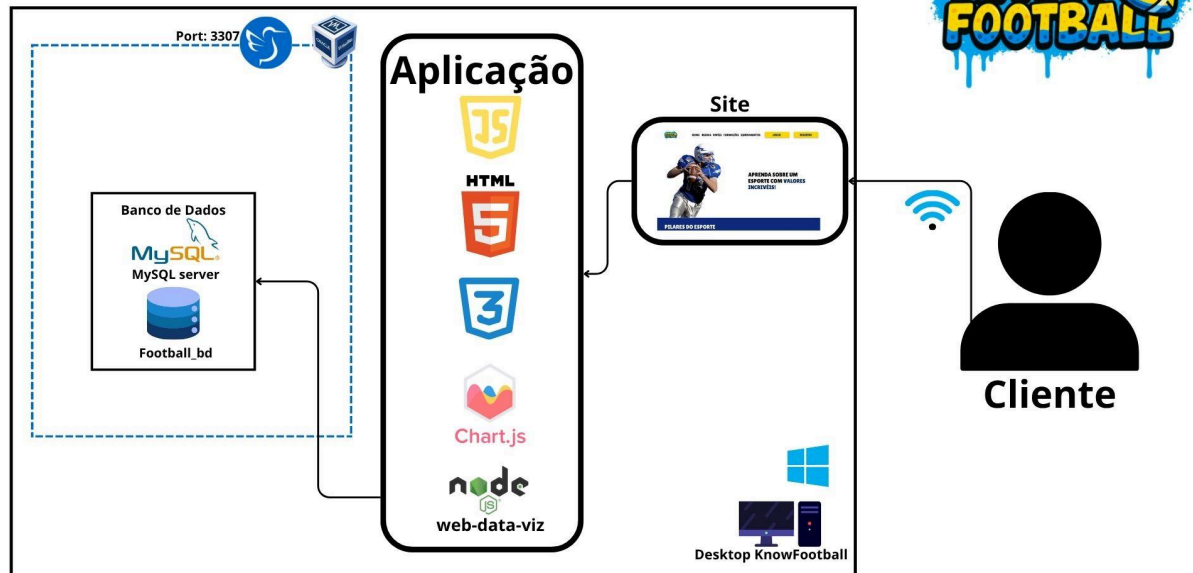 FOOTBALL
Port: 3307
Aplicação
JS
HTML
5
3
Chart.js
node
JS
web-data-viz
Banco de Dados
MySQL
MySQL server
Football_bd
Site
APRENDA SOBRE UM
ESPORTE COM VALORES
INCRÍVEIS!
PILARES DO ESPORTE
Cliente
Desktop KnowFootball